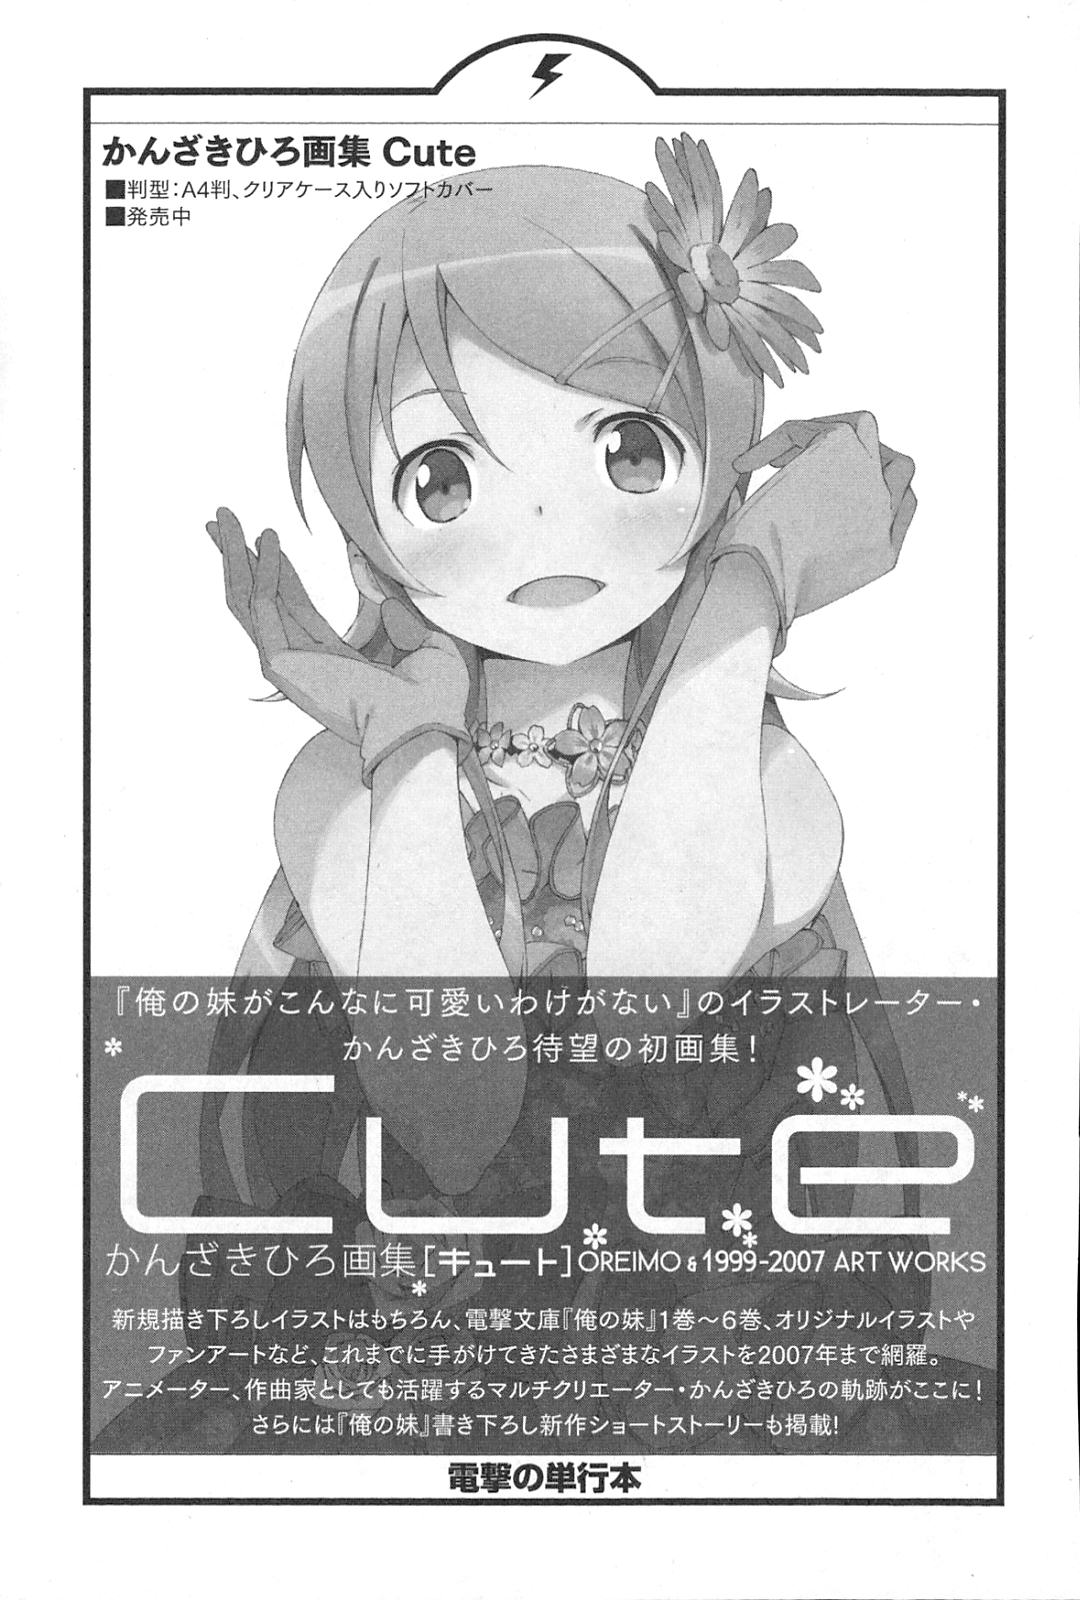 かんざきひろ画集 Cute
■判型：A4判、クリアケース入りソフトカバー
■発売中
『俺の妹がこんなに可愛いわけがない』のイラストレーター・
かんざきひろ待望の初画集！
Cute
かんざきひろ画集［キュート］OREIMO & 1999-2007 ART WORKS
新規描き下ろしイラストはもちろん、電撃文庫『俺の妹』1巻～6巻、オリジナルイラストや
ファンアートなど、これまでに手がけてきたさまざまなイラストを2007年まで網羅。
アニメーター、作曲家としても活躍するマルチクリエーター・かんざきひろの軌跡がここに！
さらには『俺の妹』書き下ろし新作ショートストーリーも掲載！
電撃の単行本